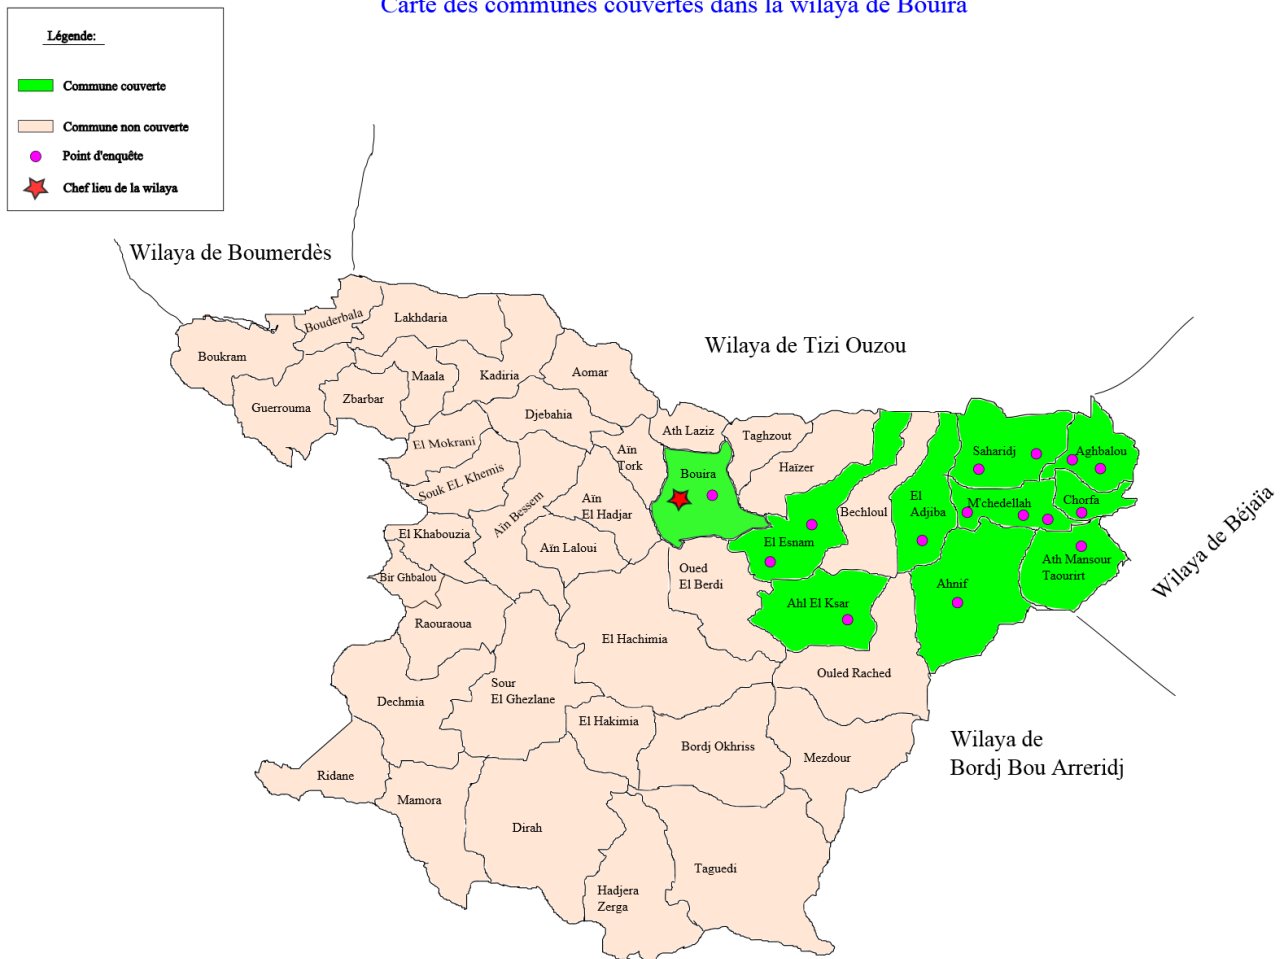 Carte des communes couvertes dans la wilaya de Bouira
Légende:
Commune couverte
Commune non couverte
Point d'enquête
Chef lieu de la wilaya
Wilaya de Boumerdès
Wilaya de Tizi Ouzou
Wilaya de Béjaïa
Wilaya de
Bordj Bou Arreridj
Bouderbala
Lakhdaria
Boukram
Guerrouma
Zbarbar
Maala
Kadiria
Aomar
Djebahia
El Mokrani
Souk EL Khemis
Aïn Bessem
Aïn
Tork
Ath Laziz
Taghzout
Haïzer
Bouira
Aïn
El Hadjar
Aïn Laloui
El Khabouzia
Bir Ghbalou
Raouraoua
Oued
El Berdi
El Esnam
Bechloul
El
Adjiba
Saharidj
Aghbalou
M'chedellah
Chorfa
Ath Mansour
Taourirt
Ahnif
Ahl El Ksar
El Hachimia
Ouled Rached
Dechmia
Sour
El Ghezlane
El Hakimia
Bordj Okhriss
Mezdour
Ridane
Mamora
Dirah
Hadjera
Zerga
Taguedi